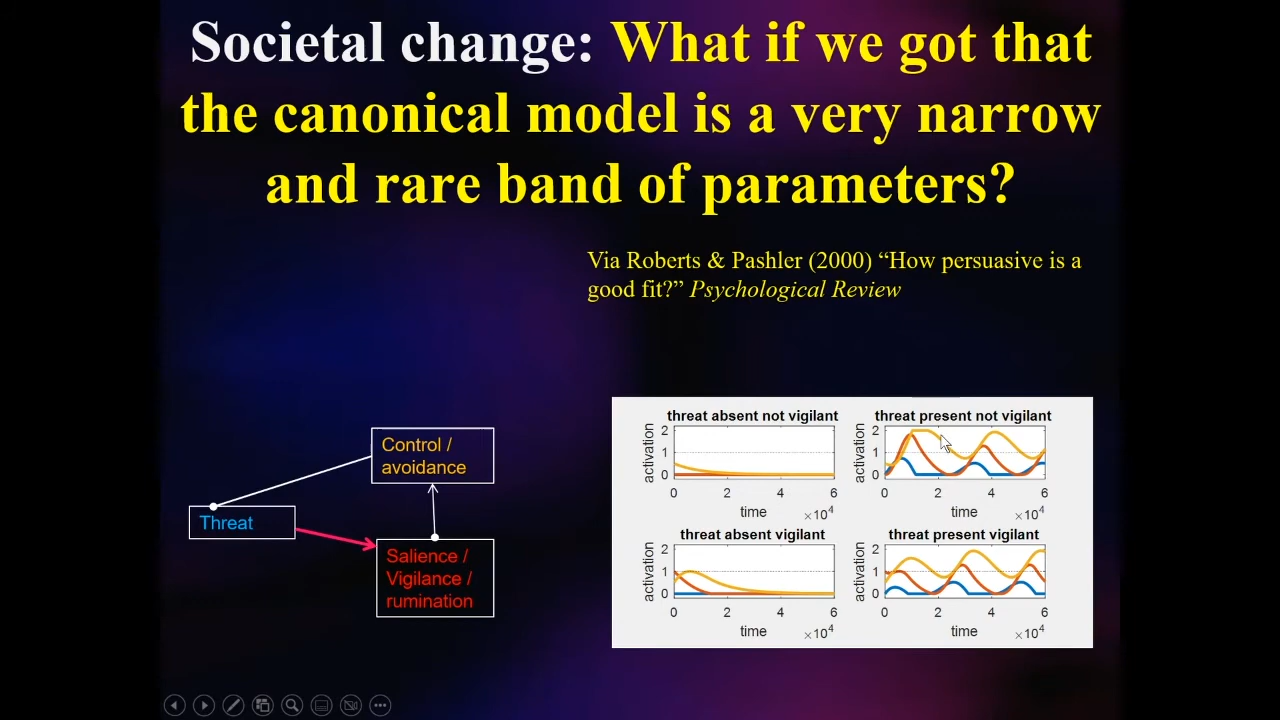 Societal change: What if we got that
the canonical model is a very narrow
and rare band of parameters?
Via Roberts & Pashler (2000) “How persuasive is a
good fit?” Psychological Review
Control /
avoidance
Threat
Salience /
Vigilance /
rumination
threat absent not vigilant
activation
2
1
0
0 2 4 6
time
×10⁴
threat present not vigilant
activation
2
1
0
0 2 4 6
time
×10⁴
threat absent vigilant
activation
2
1
0
0 2 4 6
time
×10⁴
threat present vigilant
activation
2
1
0
0 2 4 6
time
×10⁴